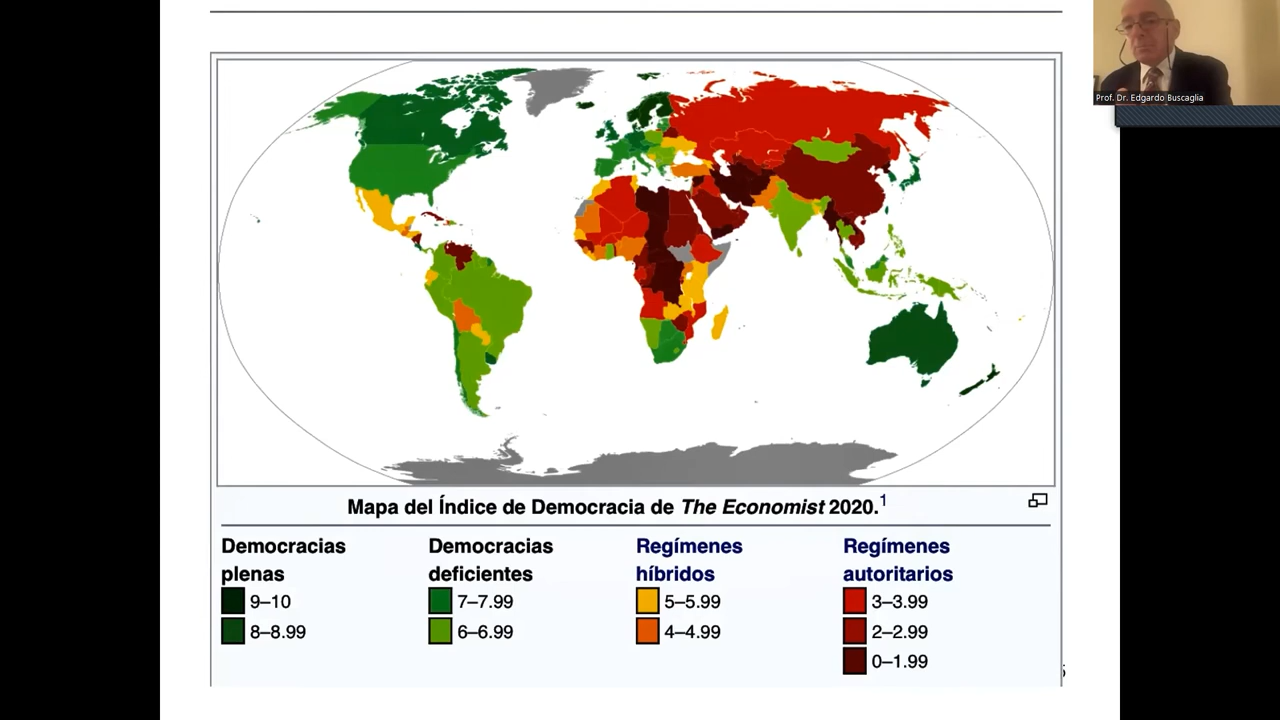 Prof. Dr. Edgardo Buscaglia
Mapa del Índice de Democracia de The Economist 2020.1
Democracias plenas
9–10
8–8.99
Democracias deficientes
7–7.99
6–6.99
Regímenes híbridos
5–5.99
4–4.99
Regímenes autoritarios
3–3.99
2–2.99
0–1.99